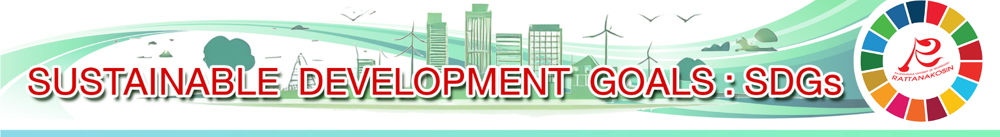 SUSTAINABLE DEVELOPMENT GOALS : SDGs
RAJAMANGALA UNIVERSITY OF TECHNOLOGY
RATTANAKOSIN